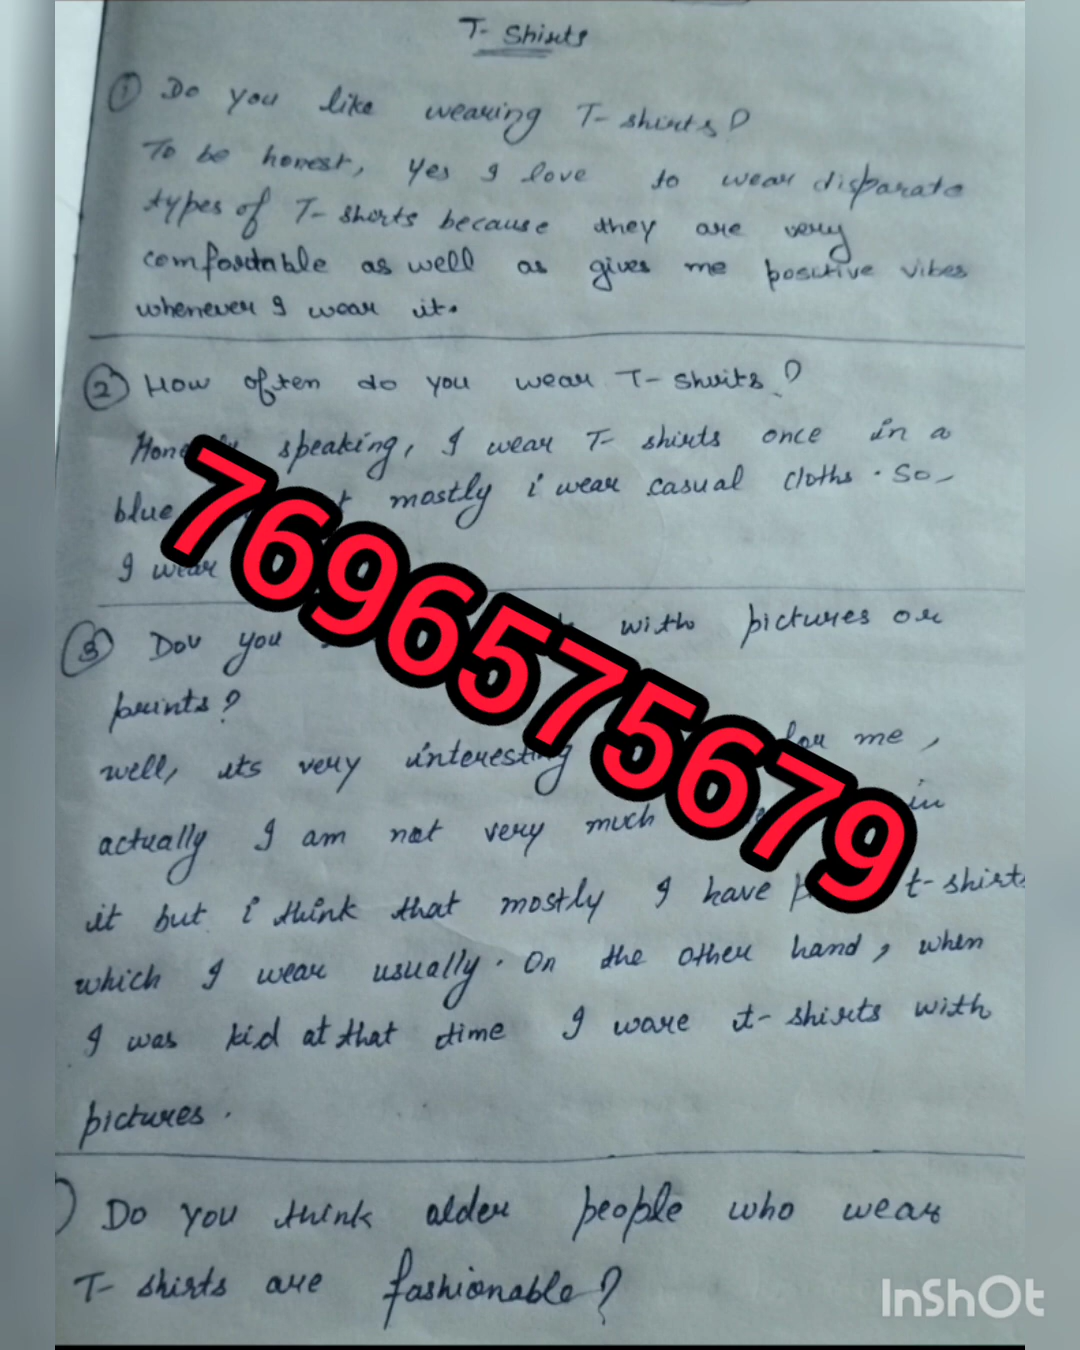 T- Shirts
① Do you like wearing T- shirts?
To be honest, Yes I love to wear disparate
types of T- shirts because they are very
comfortable as well as gives me positive vibes
whenever I wear it.
② How often do you wear T- shirts?
speaking, I wear T- shirts once in a
blue mostly i wear casual cloths. So-
I wear
③ Dou you with pictures or
prints?
well, its very interesting for me,
actually I am not very much in
it but i think that mostly I have t-shirts
which I wear usually. On the other hand, when
I was kid at that time I ware t- shirts with
pictures.
Do you think older people who wear
T- shirts are fashionable?
7696575679
InShOt